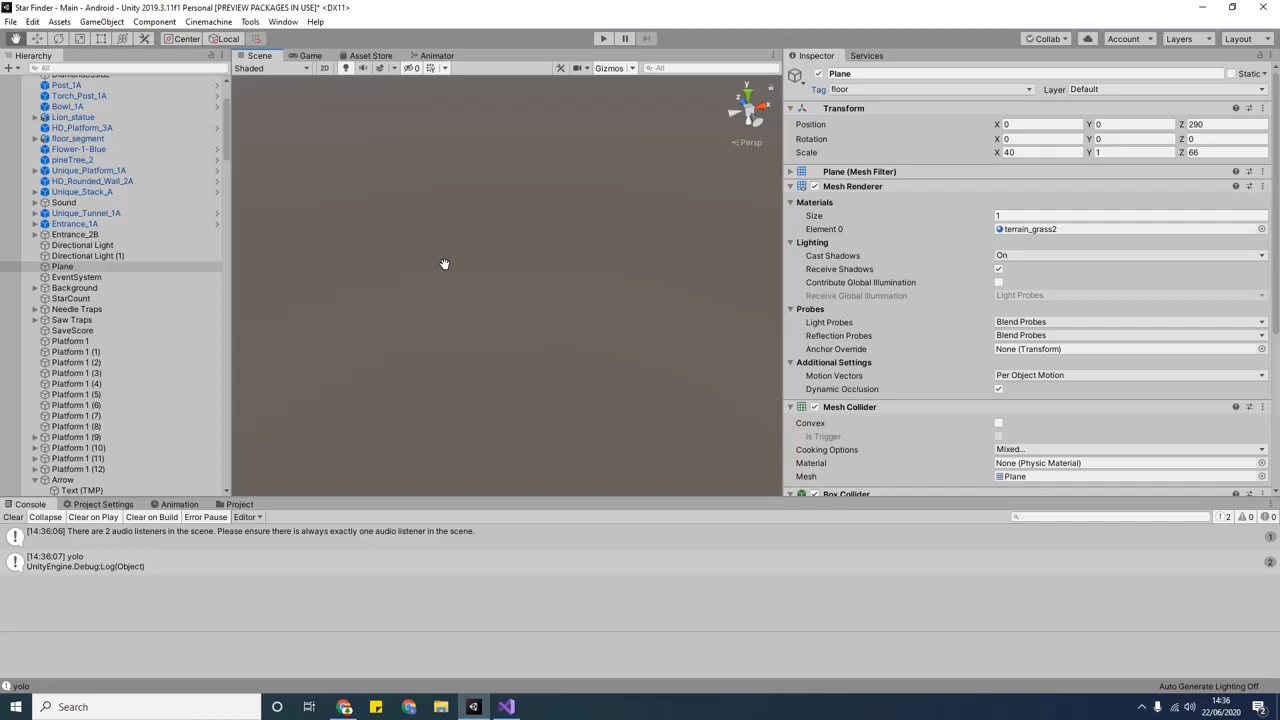 Star Finder - Main - Android - Unity 2019.3.11f1 Personal [PREVIEW PACKAGES IN USE]* <DX11>
File Edit Assets GameObject Component Cinemachine Tools Window Help
Center Local Collab Account Layers Layout
Hierarchy
All
Post_1A
Torch_Post_1A
Bowl_1A
Lion_statue
HD_Platform_3A
floor_segment
Flower-1-Blue
pineTree_2
Unique_Platform_1A
HD_Rounded_Wall_2A
Unique_Stack_A
Sound
Unique_Tunnel_1A
Entrance_1A
Entrance_2B
Directional Light
Directional Light (1)
Plane
EventSystem
Background
StarCount
Needle Traps
Saw Traps
SaveScore
Platform 1
Platform 1 (1)
Platform 1 (2)
Platform 1 (3)
Platform 1 (4)
Platform 1 (5)
Platform 1 (6)
Platform 1 (7)
Platform 1 (8)
Platform 1 (9)
Platform 1 (10)
Platform 1 (11)
Platform 1 (12)
Arrow
Text (TMP)
Scene Game Asset Store Animator
Shaded 2D 0 Gizmos All
y
x
z
Persp
Inspector Services
Plane Static
Tag floor Layer Default
Transform
Position X 0 Y 0 Z 290
Rotation X 0 Y 0 Z 0
Scale X 40 Y 1 Z 66
Plane (Mesh Filter)
Mesh Renderer
Materials
Size 1
Element 0 terrain_grass2
Lighting
Cast Shadows On
Receive Shadows
Contribute Global Illumination
Receive Global Illumination Light Probes
Probes
Light Probes Blend Probes
Reflection Probes Blend Probes
Anchor Override None (Transform)
Additional Settings
Motion Vectors Per Object Motion
Dynamic Occlusion
Mesh Collider
Convex
Is Trigger
Cooking Options Mixed...
Material None (Physic Material)
Mesh Plane
Box Collider
Console Project Settings Animation Project
Clear Collapse Clear on Play Clear on Build Error Pause Editor 2 0 0
[14:36:06] There are 2 audio listeners in the scene. Please ensure there is always exactly one audio listener in the scene. 1
[14:36:07] yolo
UnityEngine.Debug:Log(Object) 2
yolo Auto Generate Lighting Off
Search
14:36
22/06/2020
2